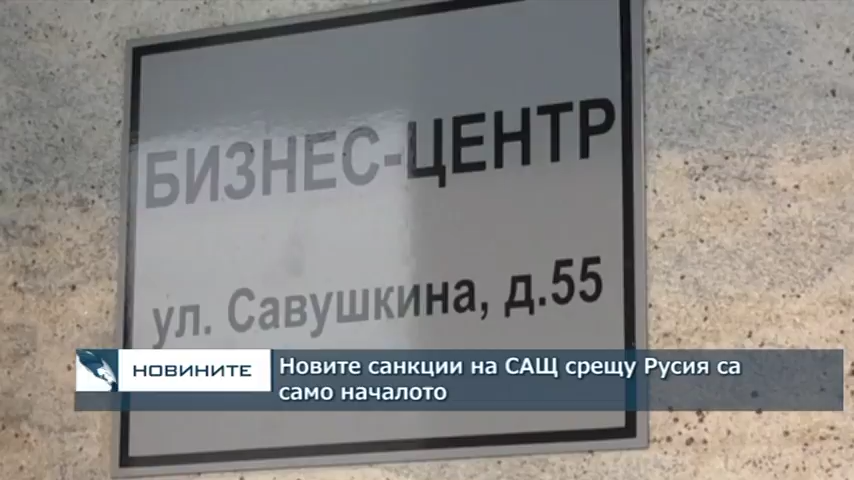 БИЗНЕС-ЦЕНТР
ул. Савушкина, д.55
НОВИНИТЕ
Новите санкции на САЩ срещу Русия са
само началото